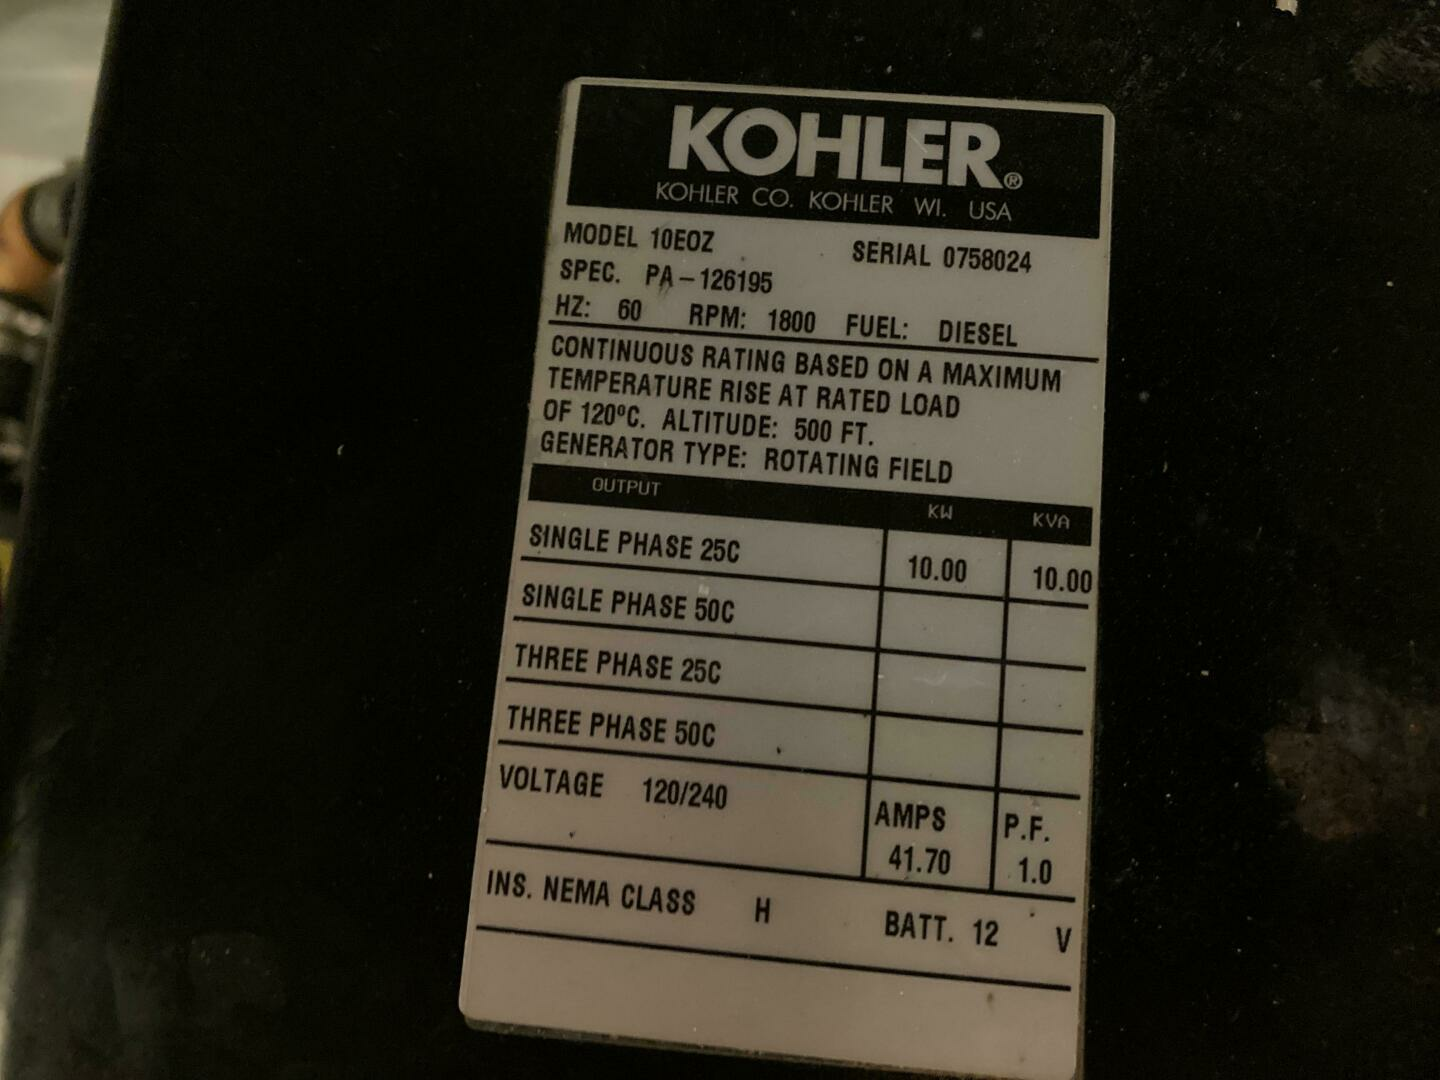 KOHLER®
KOHLER CO. KOHLER WI. USA
MODEL 10EOZ SERIAL 0758024
SPEC. PA-126195
HZ: 60 RPM: 1800 FUEL: DIESEL
CONTINUOUS RATING BASED ON A MAXIMUM
TEMPERATURE RISE AT RATED LOAD
OF 120ºC. ALTITUDE: 500 FT.
GENERATOR TYPE: ROTATING FIELD
OUTPUT KW KVA
SINGLE PHASE 25C 10.00 10.00
SINGLE PHASE 50C
THREE PHASE 25C
THREE PHASE 50C
VOLTAGE 120/240 AMPS P.F.
41.70 1.0
INS. NEMA CLASS H BATT. 12 V